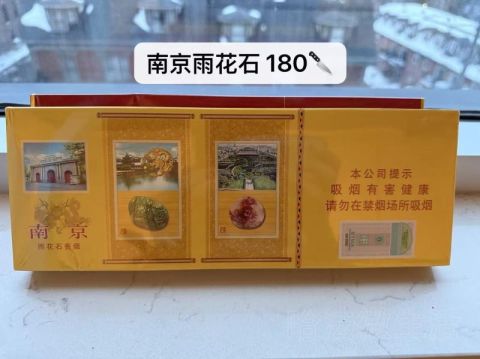 南京雨花石 180🔪
南京
雨花石香烟
本公司提示
吸烟有害健康
请勿在禁烟场所吸烟